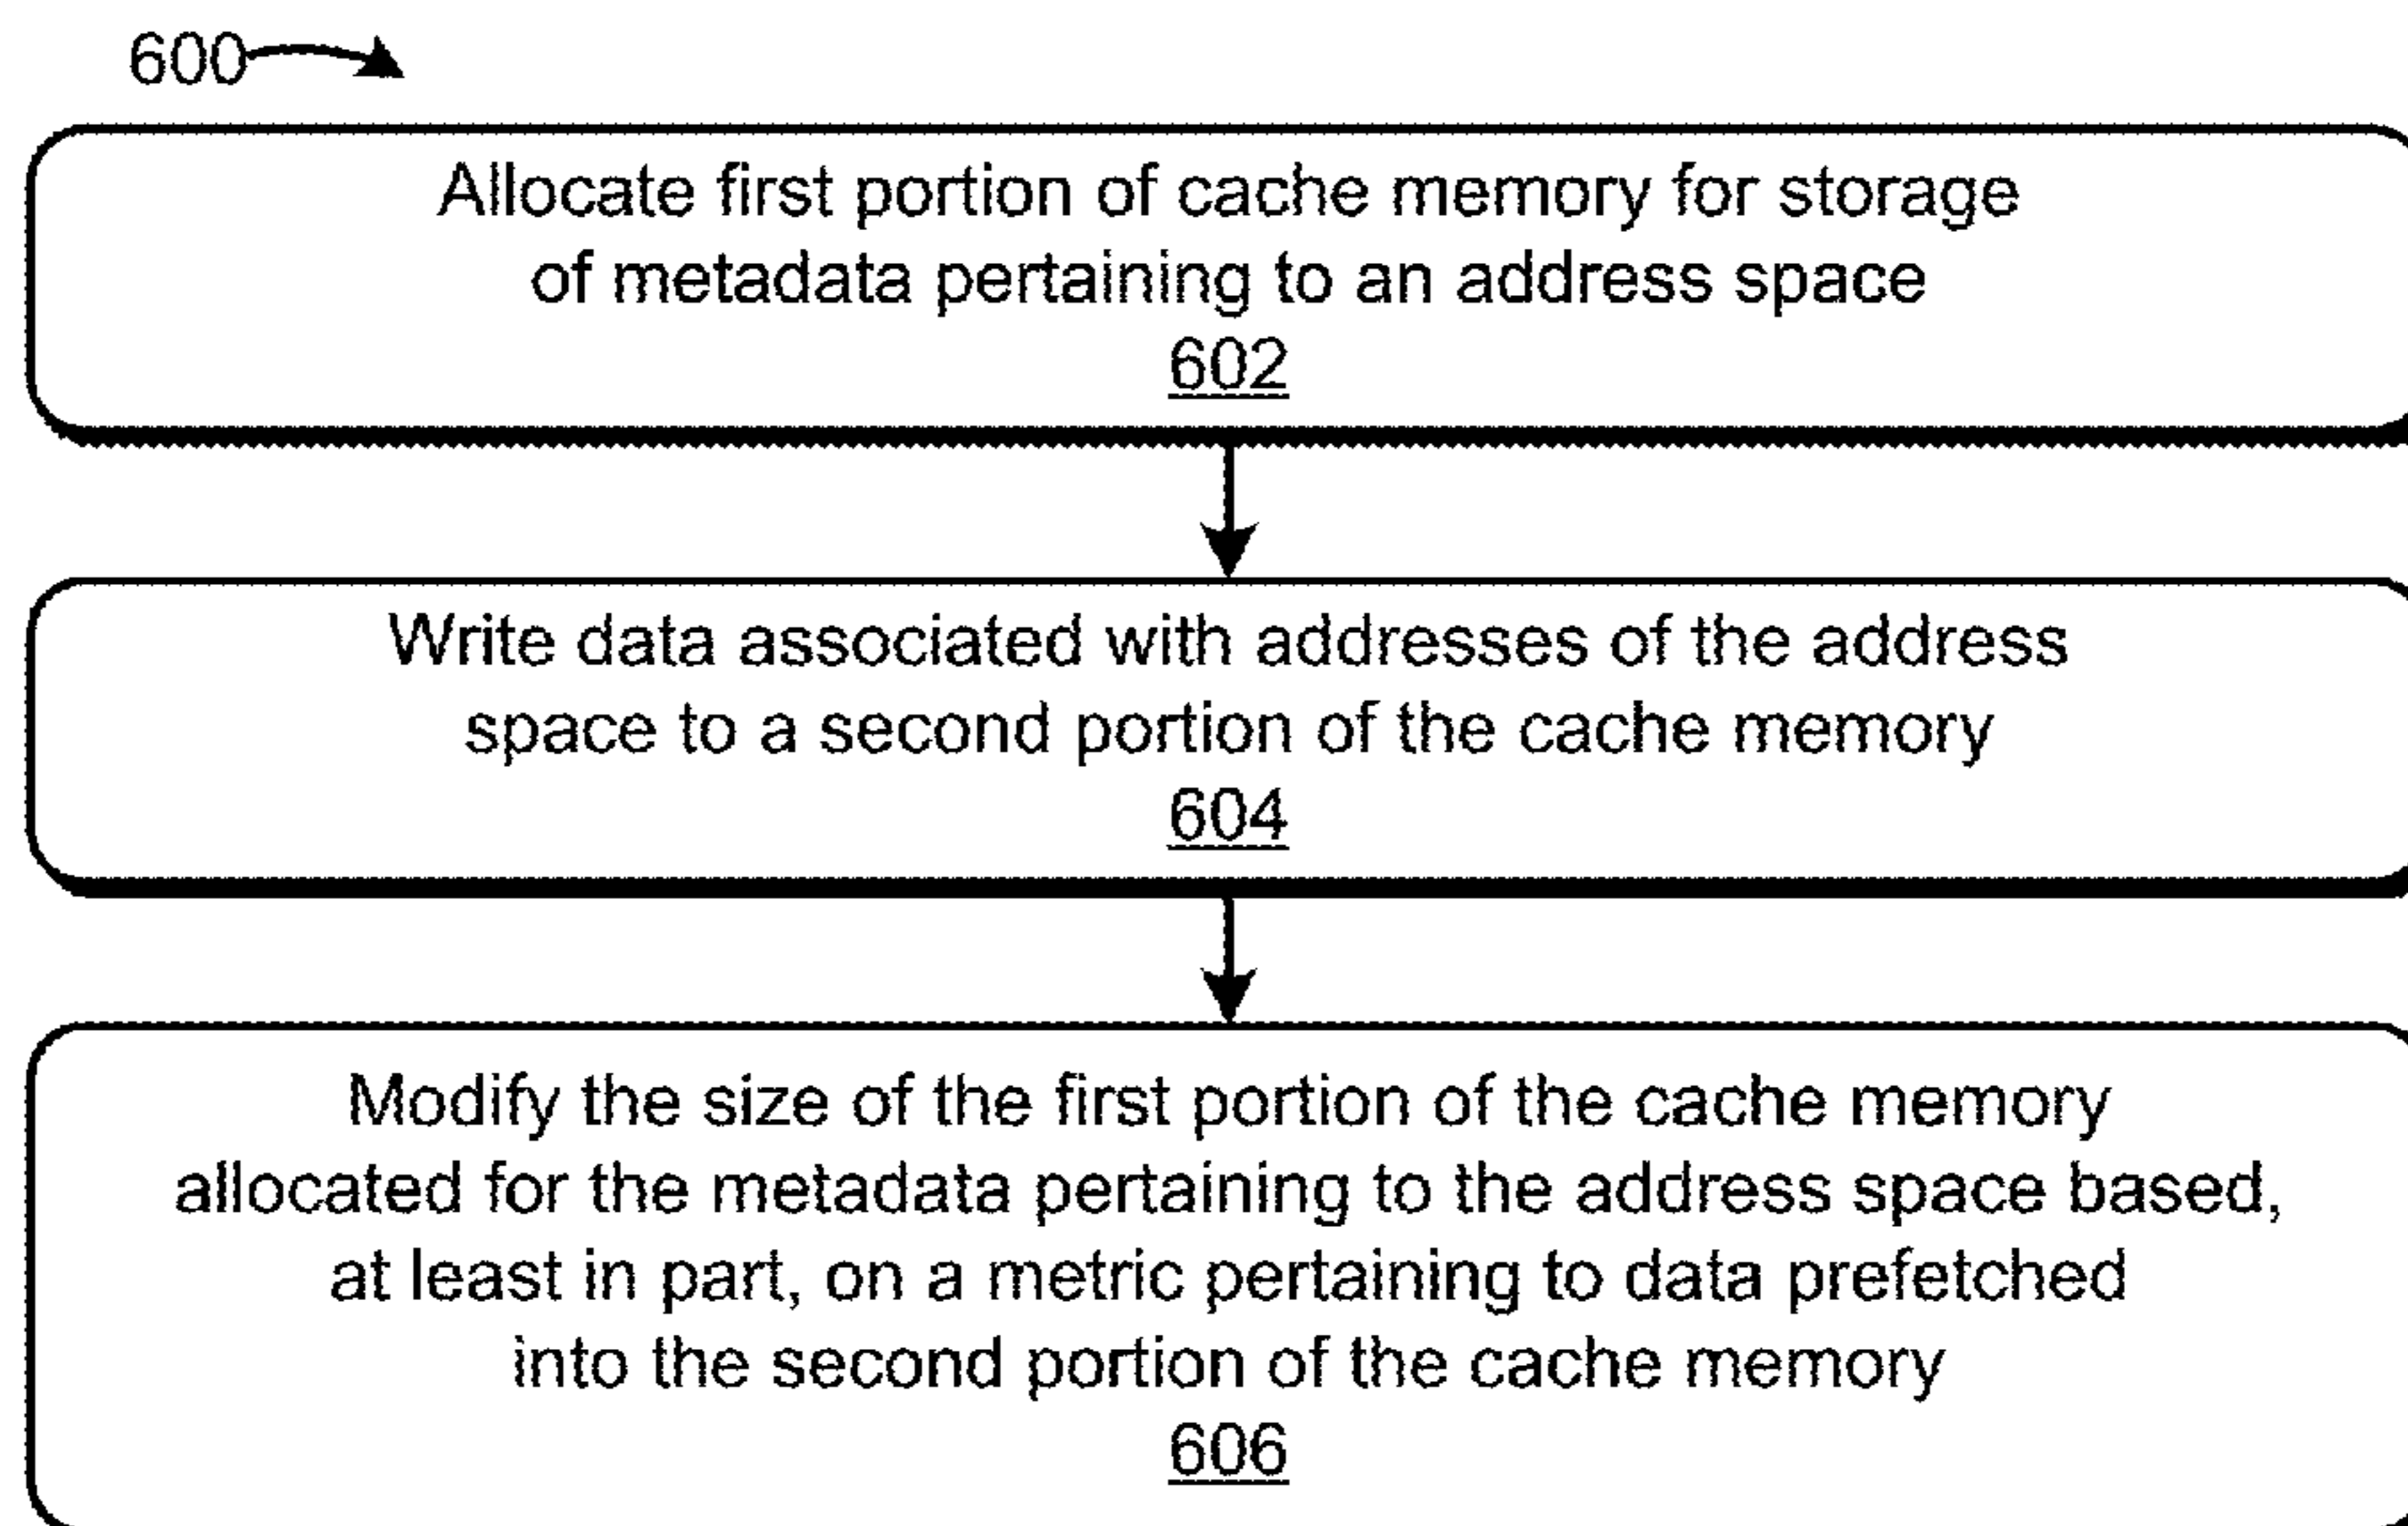 600
Allocate first portion of cache memory for storage
of metadata pertaining to an address space
602
Write data associated with addresses of the address
space to a second portion of the cache memory
604
Modify the size of the first portion of the cache memory
allocated for the metadata pertaining to the address space based,
at least in part, on a metric pertaining to data prefetched
into the second portion of the cache memory
606